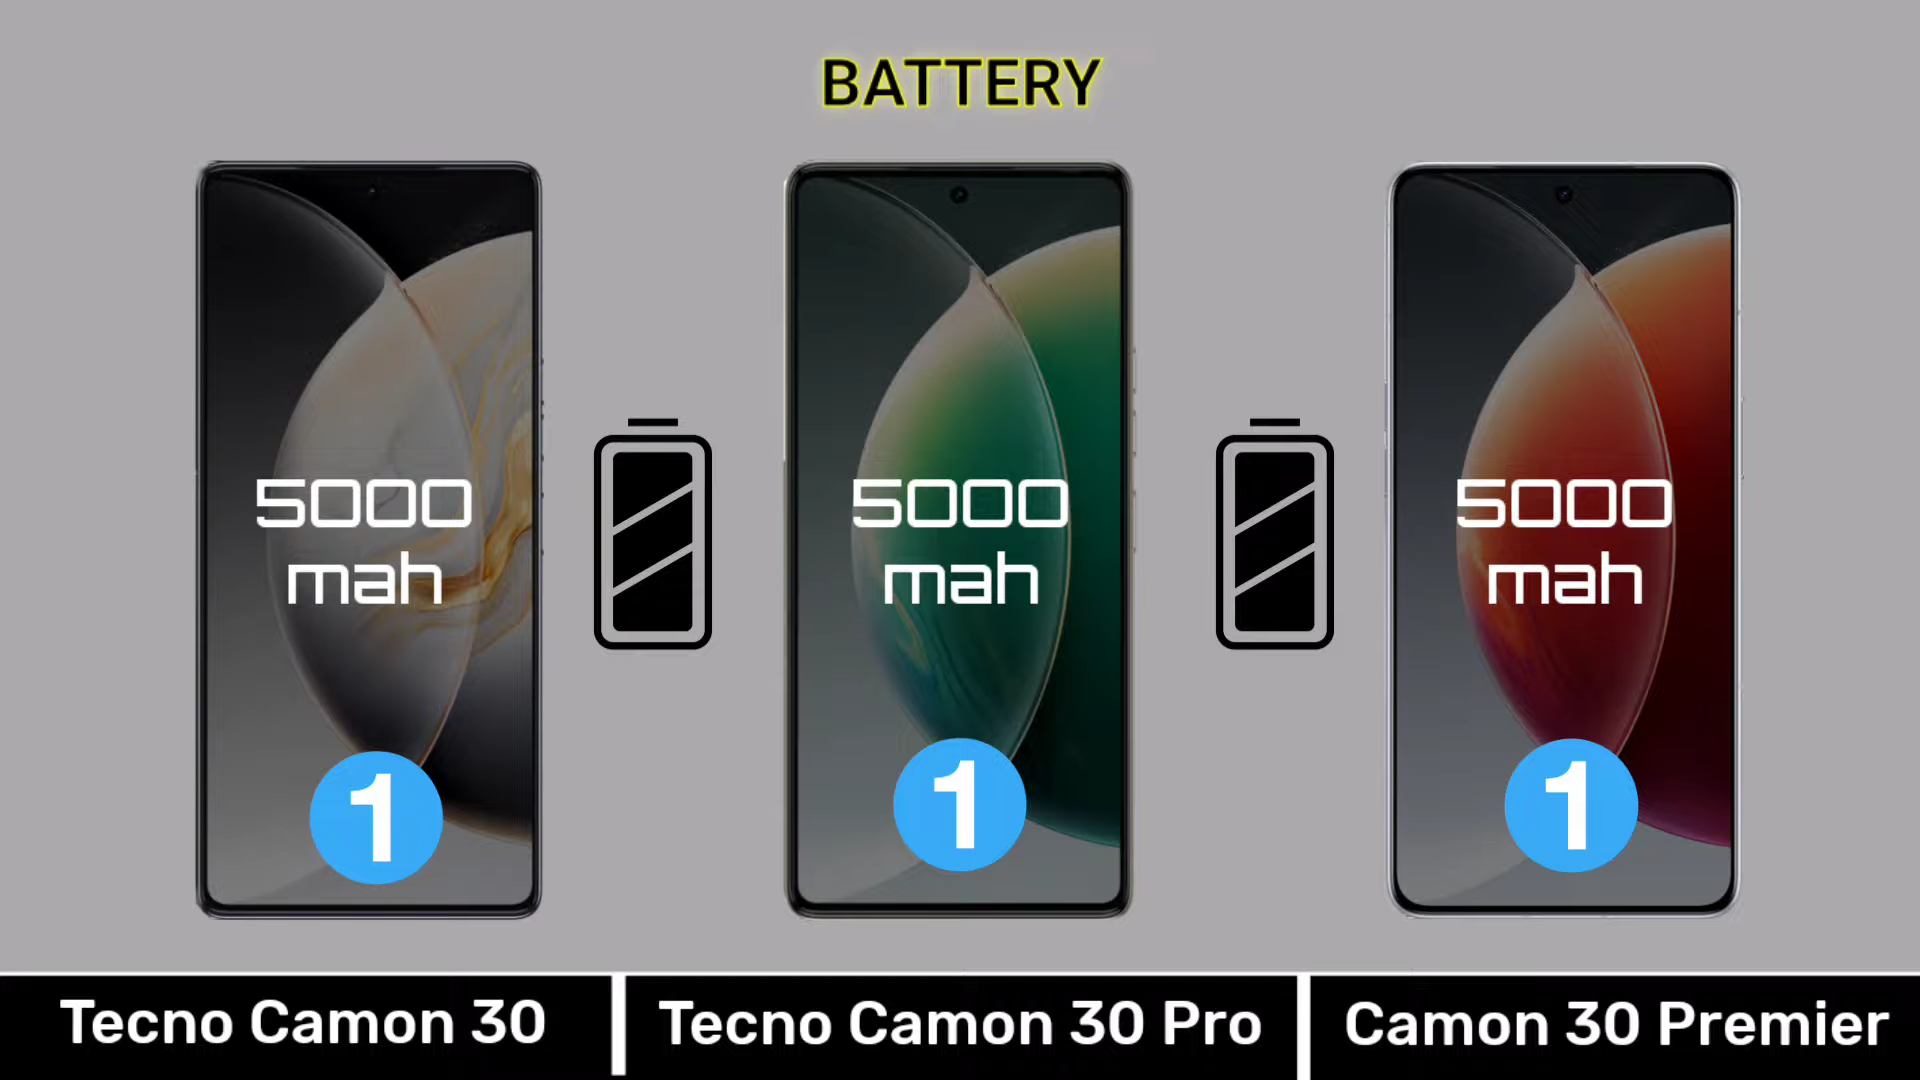 BATTERY
5000
mah
1
5000
mah
1
5000
mah
1
Tecno Camon 30
Tecno Camon 30 Pro
Camon 30 Premier